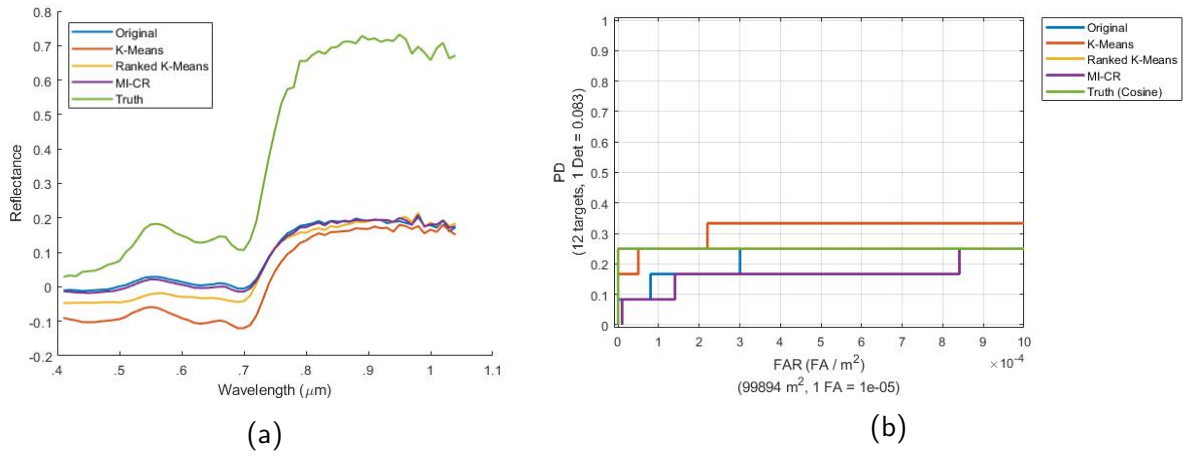 Original
K-Means
Ranked K-Means
MI-CR
Truth
0.8
0.7
0.6
0.5
0.4
0.3
0.2
0.1
0
-0.1
-0.2
Reflectance
.4 .5 .6 .7 .8 .9 1 1.1
Wavelength (μm)
(a)
Original
K-Means
Ranked K-Means
MI-CR
Truth (Cosine)
1
0.9
0.8
0.7
0.6
0.5
0.4
0.3
0.2
0.1
0
PD
(12 targets, 1 Det = 0.083)
0 1 2 3 4 5 6 7 8 9 10
×10⁻⁴
FAR (FA / m²)
(99894 m², 1 FA = 1e-05)
(b)